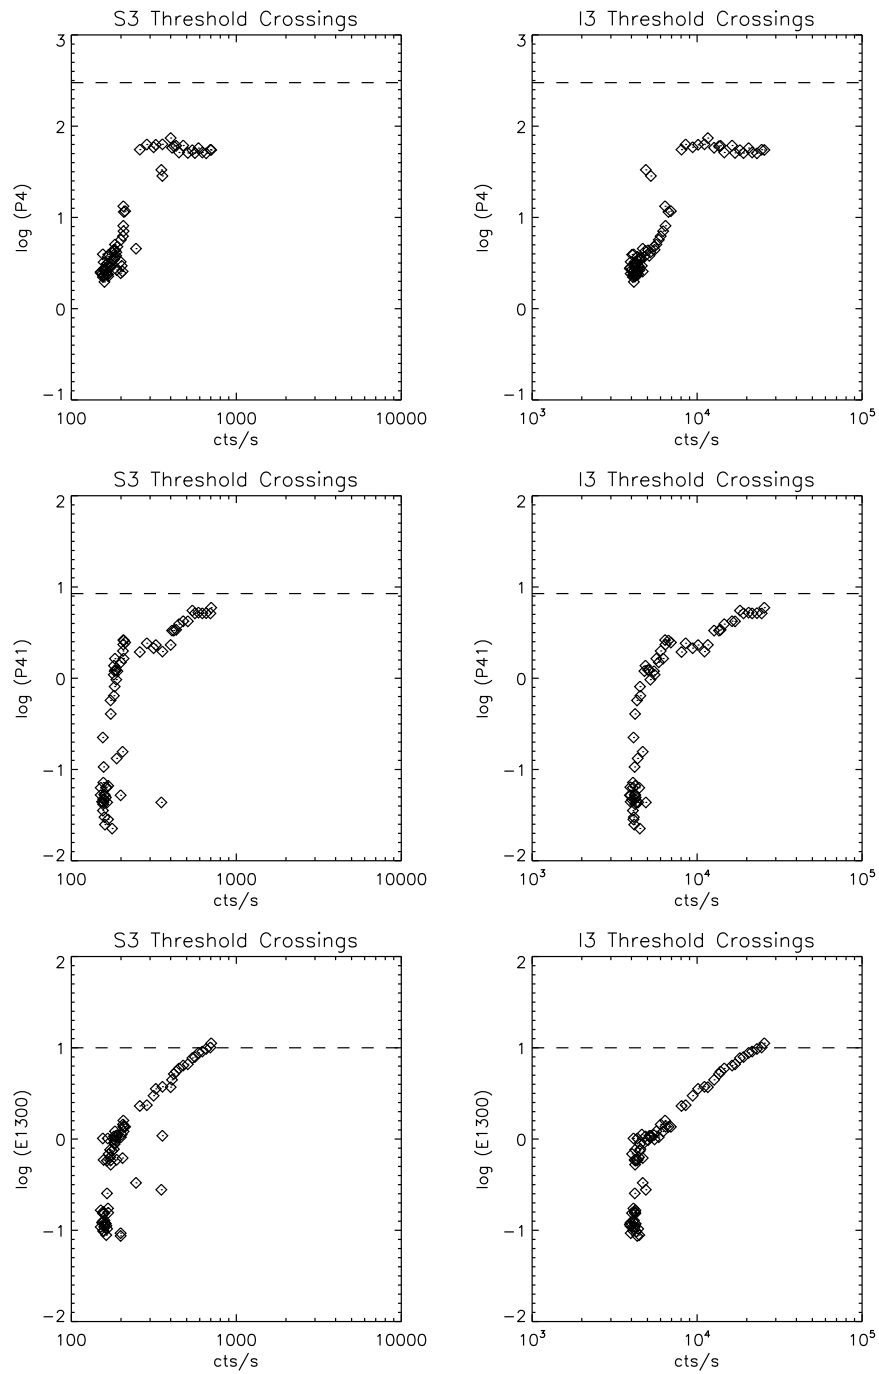 S3 Threshold Crossings
I3 Threshold Crossings
3
2
1
0
−1
log (P4)
100
1000
10000
cts/s
3
2
1
0
−1
log (P4)
10³
10⁴
10⁵
cts/s
S3 Threshold Crossings
I3 Threshold Crossings
2
1
0
−1
−2
log (P41)
100
1000
10000
cts/s
2
1
0
−1
−2
log (P41)
10³
10⁴
10⁵
cts/s
S3 Threshold Crossings
I3 Threshold Crossings
2
1
0
−1
−2
log (E1300)
100
1000
10000
cts/s
2
1
0
−1
−2
log (E1300)
10³
10⁴
10⁵
cts/s